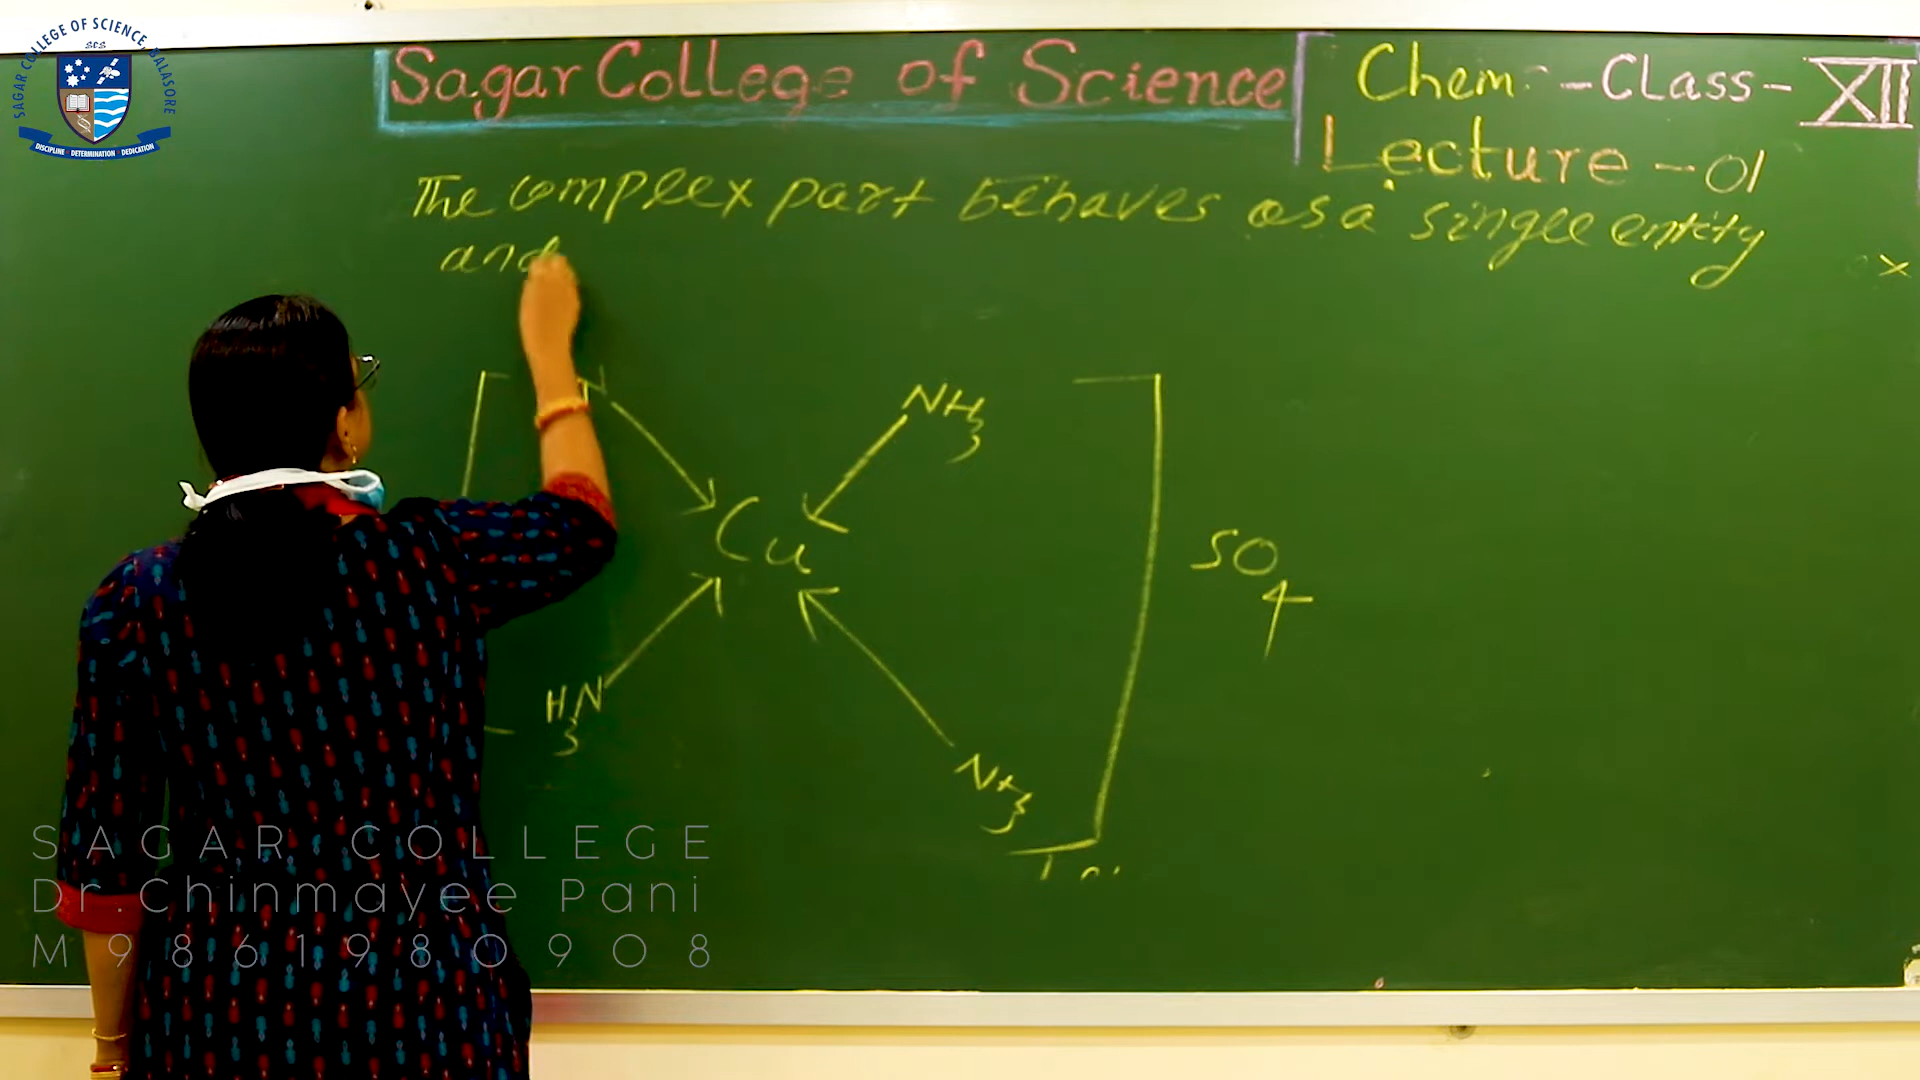 SAGAR COLLEGE OF SCIENCE, BALASORE
SCS
DISCIPLINE DETERMINATION DEDICATION
Sagar College of Science
Chem - Class - XII
Lecture - 01
The complex part behaves as a single entity
and
x
N
NH3
Cu
SO4
H3N
NH3
SAGAR COLLEGE
Dr.Chinmayee Pani
M 9861980908